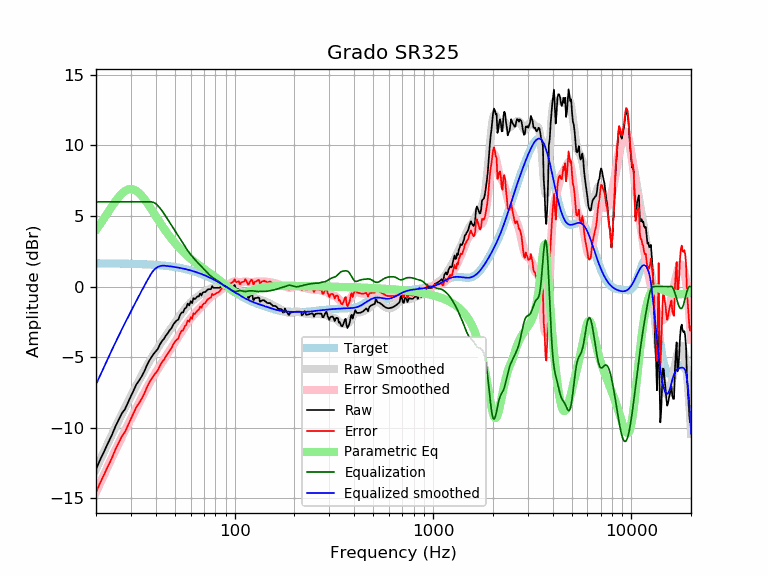 Grado SR325
15
10
5
0
−5
−10
−15
Amplitude (dBr)
Target
Raw Smoothed
Error Smoothed
Raw
Error
Parametric Eq
Equalization
Equalized smoothed
100
1000
10000
Frequency (Hz)